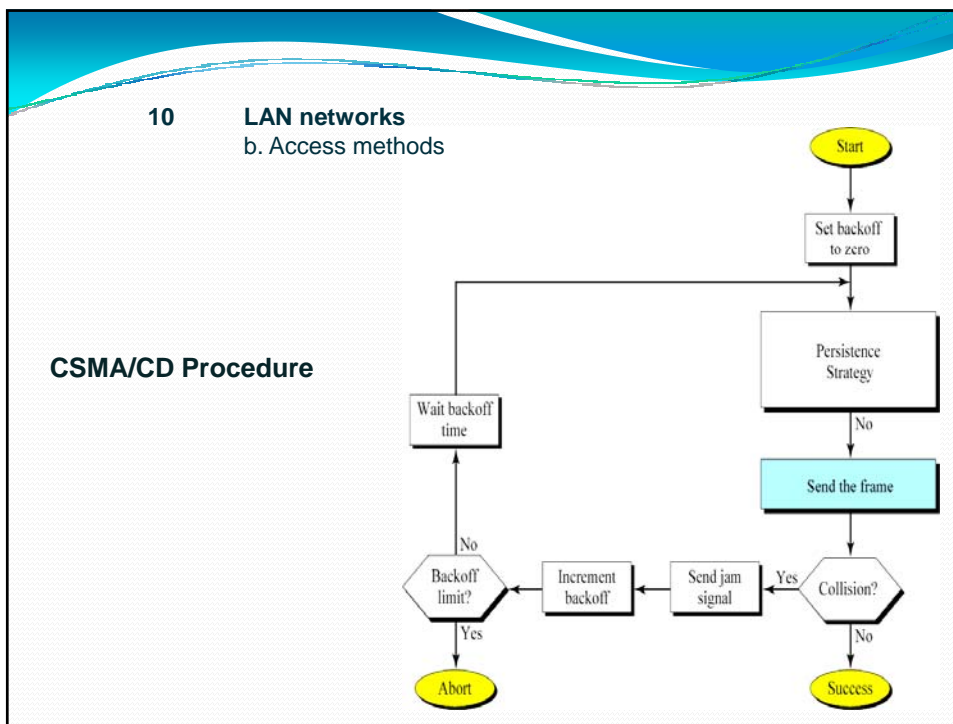 10 LAN networks
b. Access methods
CSMA/CD Procedure
Start
Set backoff
to zero
Persistence
Strategy
No
Send the frame
Collision?
Yes
No
Success
Send jam
signal
Increment
backoff
Backoff
limit?
No
Yes
Wait backoff
time
Abort